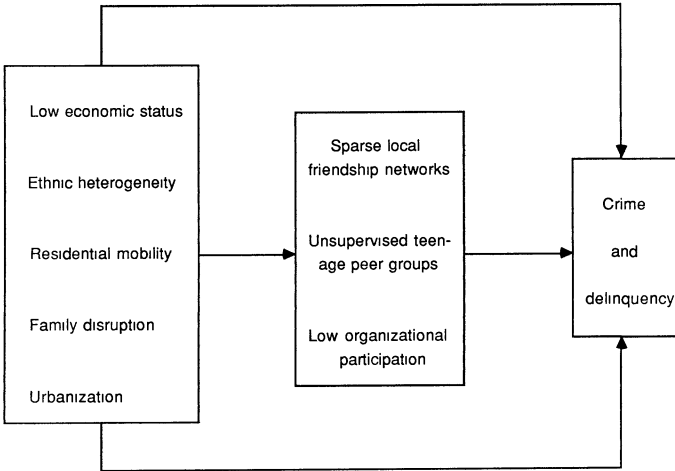 Low economic status
Ethnic heterogeneity
Residential mobility
Family disruption
Urbanization
Sparse local
friendship networks
Unsupervised teen-
age peer groups
Low organizational
participation
Crime
and
delinquency